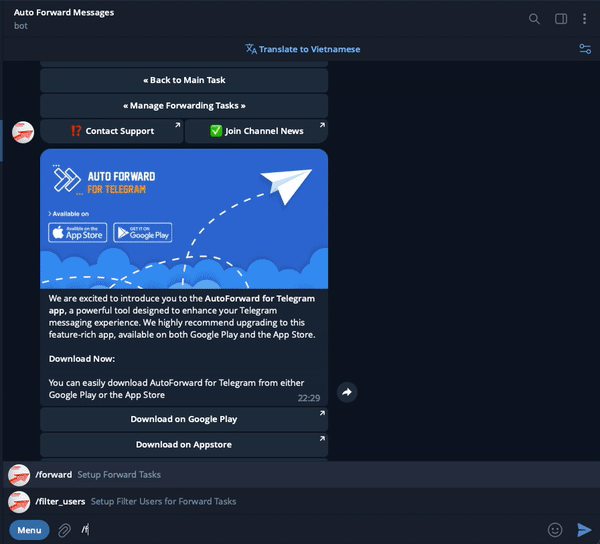 Auto Forward Messages
bot
Translate to Vietnamese
« Back to Main Task
« Manage Forwarding Tasks »
⁉️ Contact Support
✅ Join Channel News
AUTO FORWARD
FOR TELEGRAM
Available on
Available on the
App Store
GET IT ON
Google Play
We are excited to introduce you to the AutoForward for Telegram
app, a powerful tool designed to enhance your Telegram
messaging experience. We highly recommend upgrading to this
feature-rich app, available on both Google Play and the App Store.
Download Now:
You can easily download AutoForward for Telegram from either
Google Play or the App Store
22:29
Download on Google Play
Download on Appstore
/forward Setup Forward Tasks
/filter_users Setup Filter Users for Forward Tasks
Menu
/f